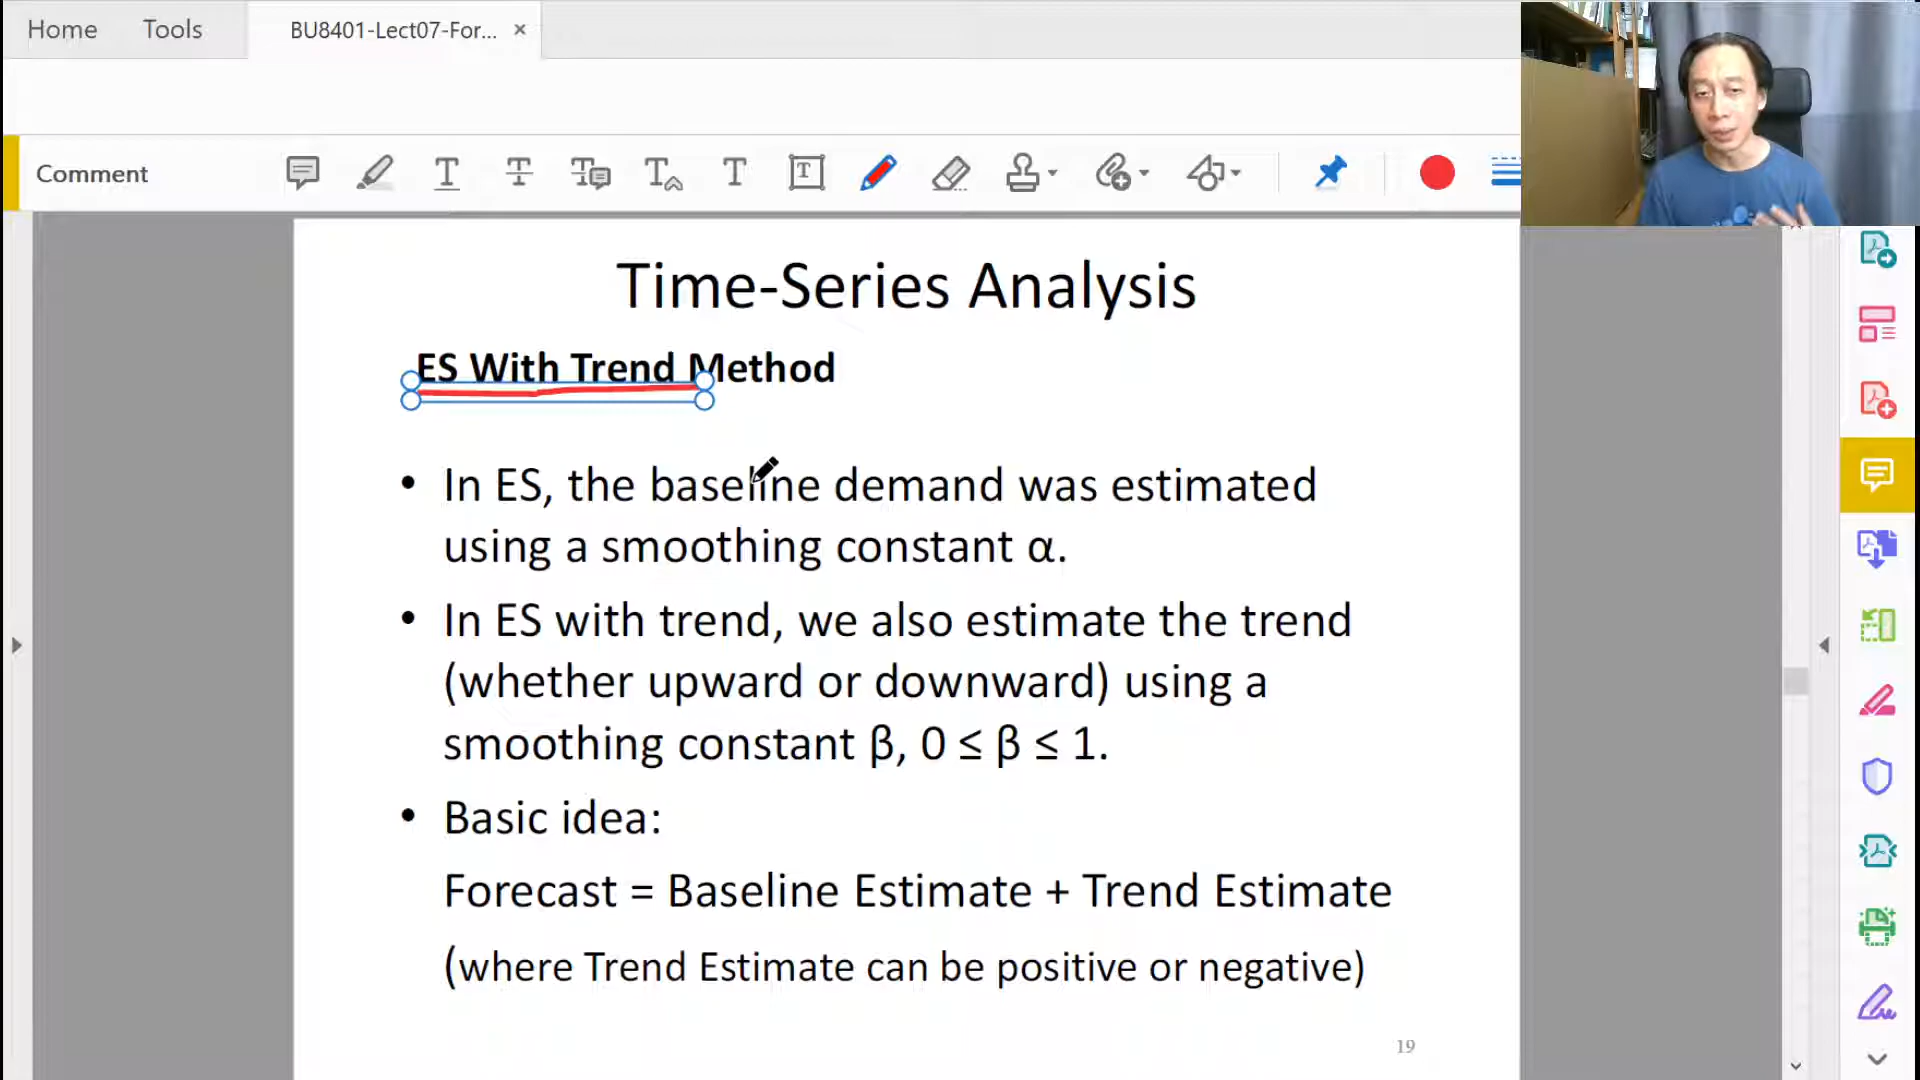 Home Tools BU8401-Lect07-For... ×
Comment
Time-Series Analysis
ES With Trend Method
• In ES, the baseline demand was estimated
using a smoothing constant α.
• In ES with trend, we also estimate the trend
(whether upward or downward) using a
smoothing constant β, 0 ≤ β ≤ 1.
• Basic idea:
Forecast = Baseline Estimate + Trend Estimate
(where Trend Estimate can be positive or negative)
19